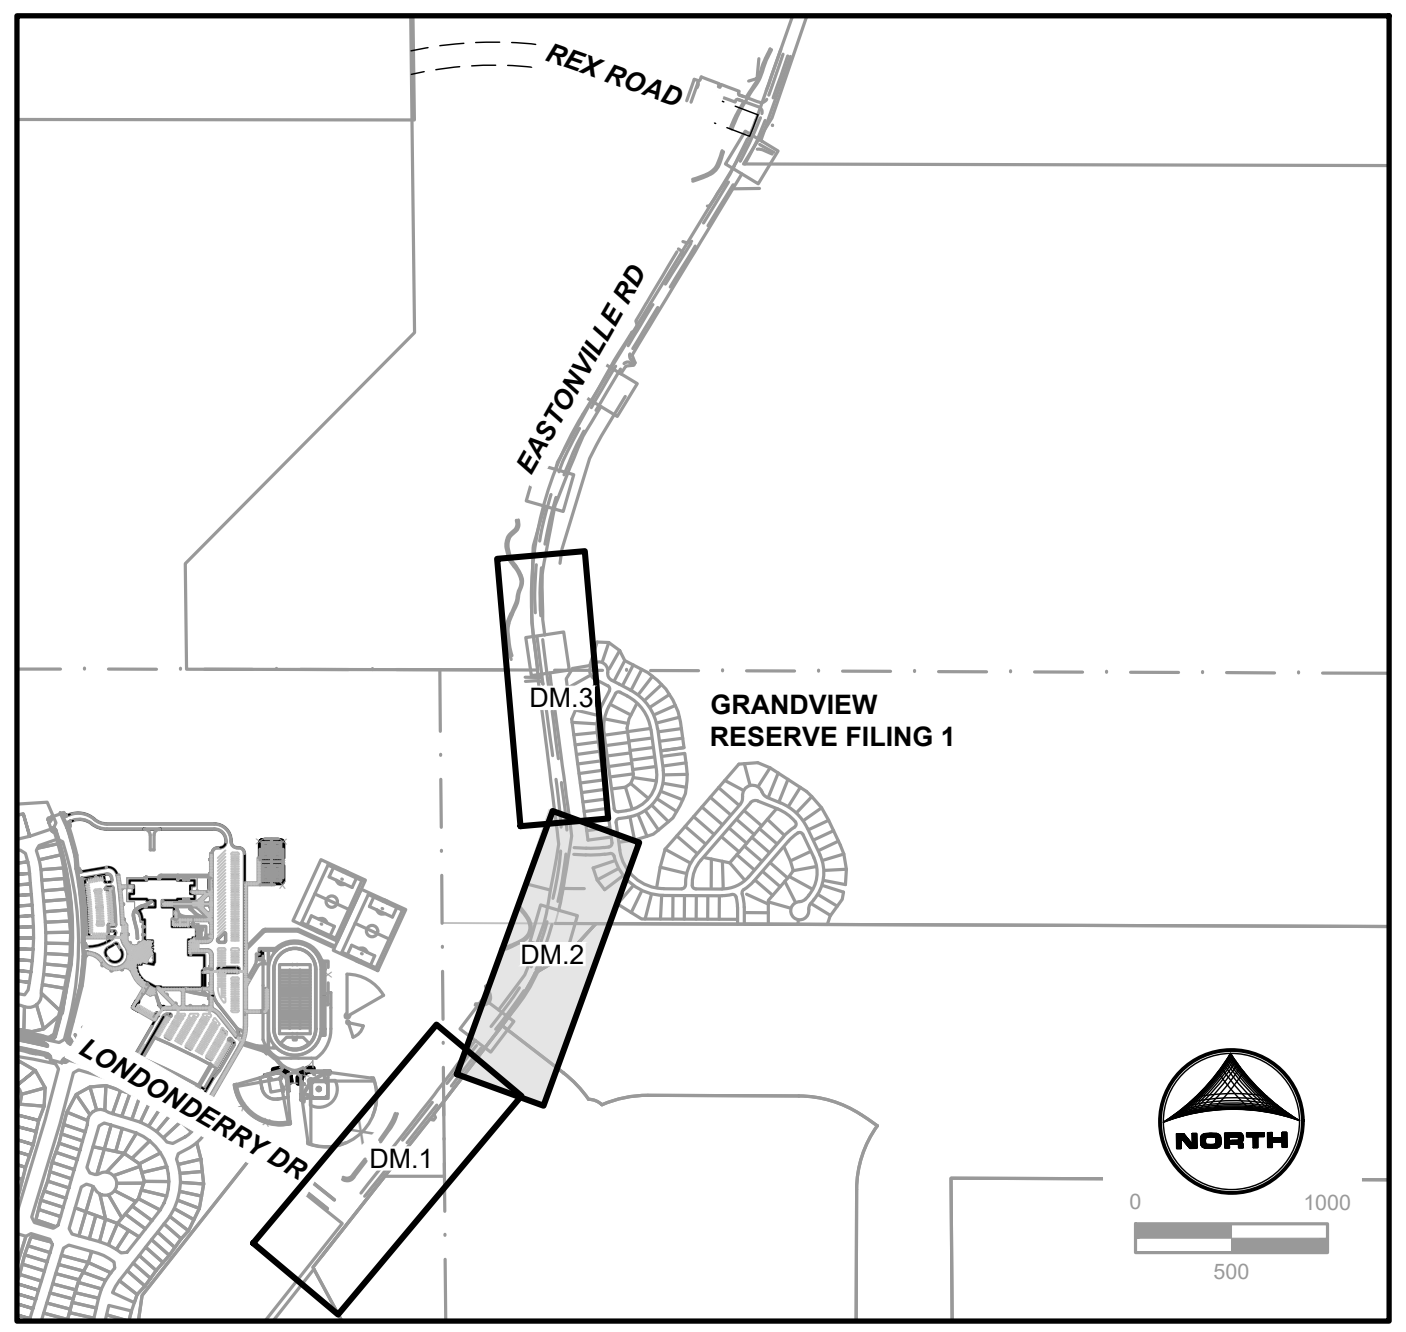 REX ROAD
EASTONVILLE RD
DM.3
GRANDVIEW
RESERVE FILING 1
DM.2
LONDONDERRY DR
DM.1
NORTH
0 1000
500